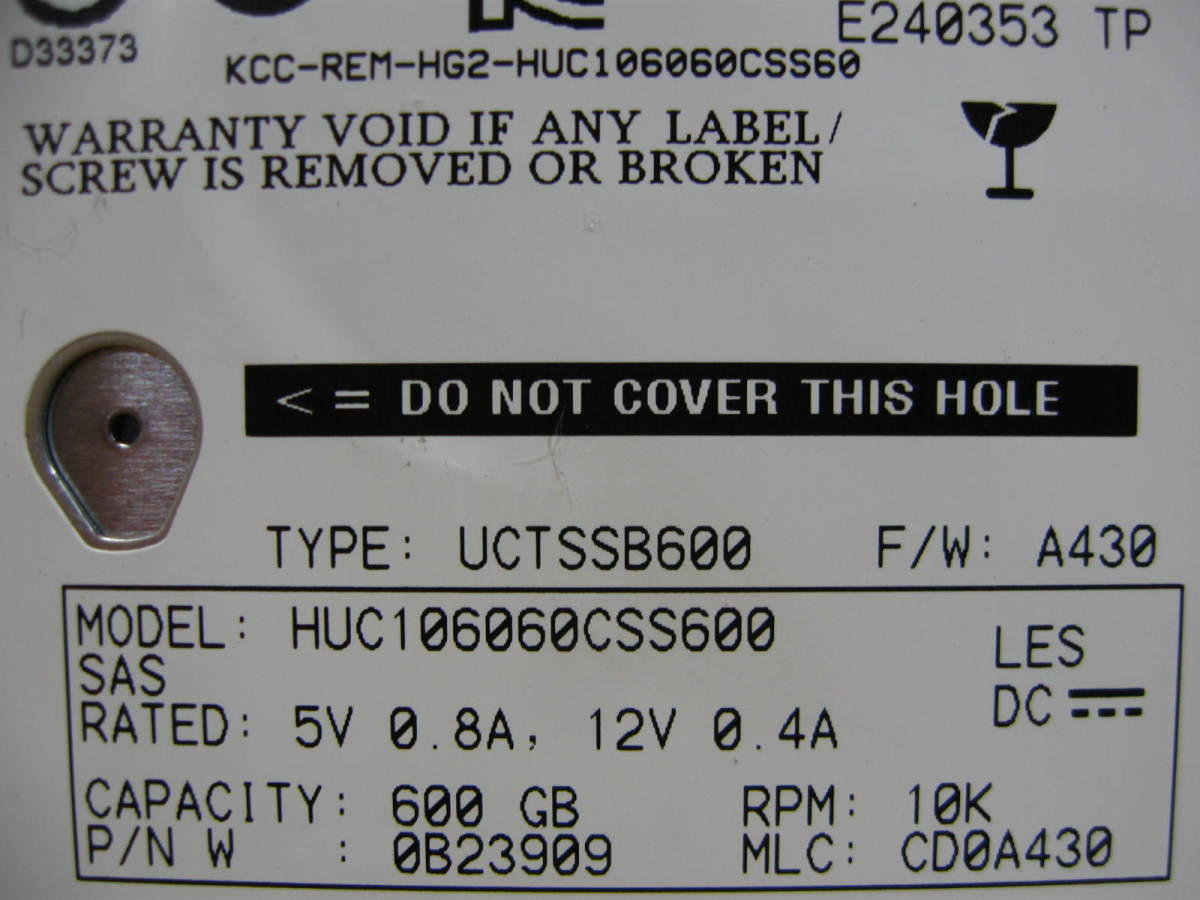 E240353 TP
D33373
KCC-REM-HG2-HUC106060CSS60
WARRANTY VOID IF ANY LABEL/
SCREW IS REMOVED OR BROKEN
< = DO NOT COVER THIS HOLE
TYPE: UCTSSB600 F/W: A430
MODEL: HUC106060CSS600 LES
SAS
RATED: 5V 0.8A, 12V 0.4A DC
CAPACITY: 600 GB RPM: 10K
P/N W : 0B23909 MLC: CD0A430